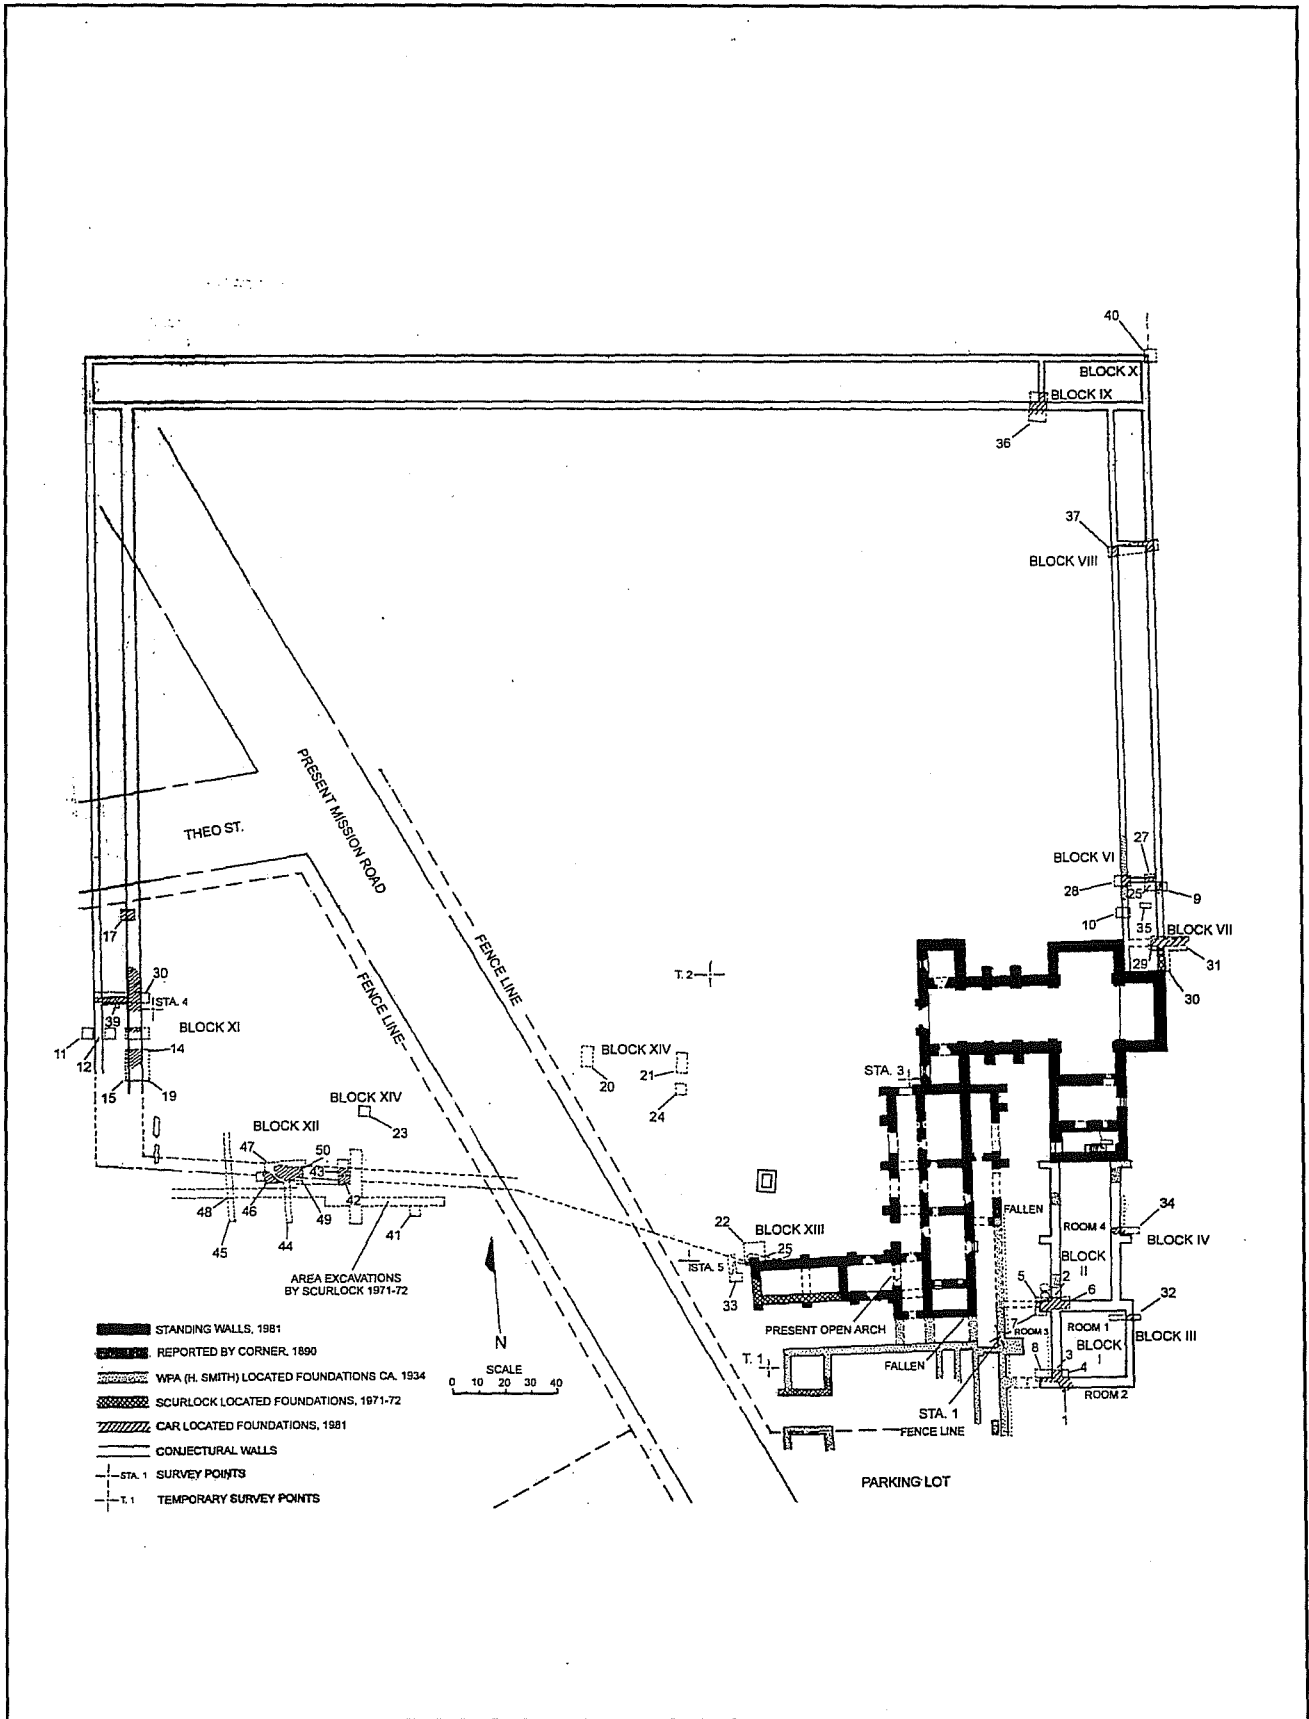 40
BLOCK X
BLOCK IX
36
37
BLOCK VIII
PRESENT MISSION ROAD
THEO ST.
27
BLOCK VI
28
25
9
10
35
BLOCK VII
17
FENCE LINE
FENCE LINE
T. 2
29
31
30
30
STA. 4
39
BLOCK XI
11
12
14
15
19
BLOCK XIV
20
21
24
STA. 3
BLOCK XIV
23
BLOCK XII
47
50
43
42
48
46
49
41
45
44
AREA EXCAVATIONS
BY SCURLOCK 1971-72
22
BLOCK XIII
25
STA. 5
33
FALLEN
34
ROOM 4
BLOCK IV
BLOCK
II
2
5
6
32
7
ROOM 3
ROOM 1
BLOCK III
BLOCK
I
8
3
4
ROOM 2
1
PRESENT OPEN ARCH
FALLEN
T. 1
STA. 1
FENCE LINE
PARKING LOT
N
SCALE
0 10 20 30 40
STANDING WALLS, 1981
REPORTED BY CORNER, 1890
WPA (H. SMITH) LOCATED FOUNDATIONS CA. 1934
SCURLOCK LOCATED FOUNDATIONS, 1971-72
CAR LOCATED FOUNDATIONS, 1981
CONJECTURAL WALLS
STA. 1 SURVEY POINTS
T. 1 TEMPORARY SURVEY POINTS